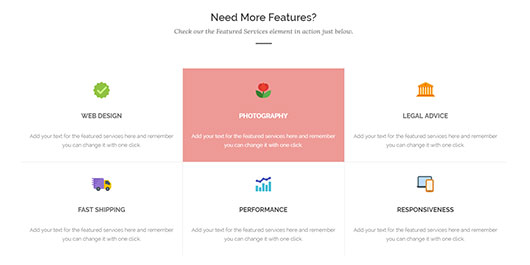 Need More Features?
Check our the Featured Services element in action just below.
WEB DESIGN
Add your text for the featured services here and remember
you can change it with one click.
PHOTOGRAPHY
Add your text for the featured services here and remember
you can change it with one click.
LEGAL ADVICE
Add your text for the featured services here and remember
you can change it with one click.
FAST SHIPPING
Add your text for the featured services here and remember
you can change it with one click.
PERFORMANCE
Add your text for the featured services here and remember
you can change it with one click.
RESPONSIVENESS
Add your text for the featured services here and remember
you can change it with one click.